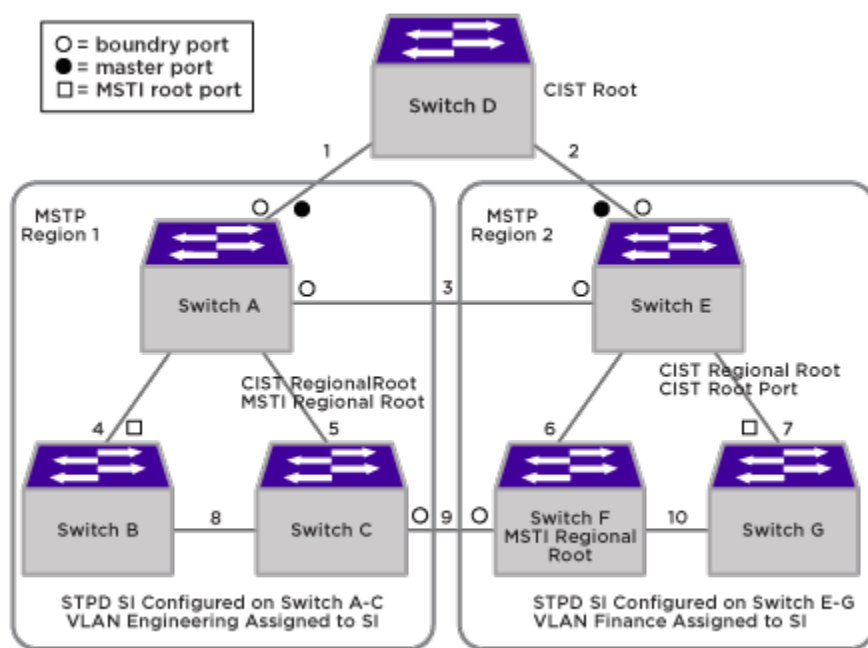 O = boundry port
● = master port
□ = MSTI root port
Switch D
CIST Root
1
2
MSTP
Region 1
MSTP
Region 2
Switch A
3
Switch E
CIST RegionalRoot
MSTI Regional Root
CIST Regional Root
CIST Root Port
4
5
6
7
Switch B
8
Switch C
9
Switch F
MSTI Regional
Root
10
Switch G
STPD SI Configured on Switch A-C
VLAN Engineering Assigned to SI
STPD SI Configured on Switch E-G
VLAN Finance Assigned to SI